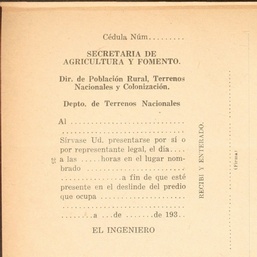 Cédula Núm.........
SECRETARIA DE
AGRICULTURA Y FOMENTO.
Dir. de Población Rural, Terrenos
Nacionales y Colonización.
Depto. de Terrenos Nacionales
Al ........................
...........................
Sírvase Ud. presentarse por sí o
por representante legal, el día....
a las .....horas en el lugar nom-
brado .....................
................a fin de que esté
presente en el deslinde del predio
que ocupa .................
.......a ...de .......de 193..
EL INGENIERO
RECIBI Y ENTERADO.
(Firma)